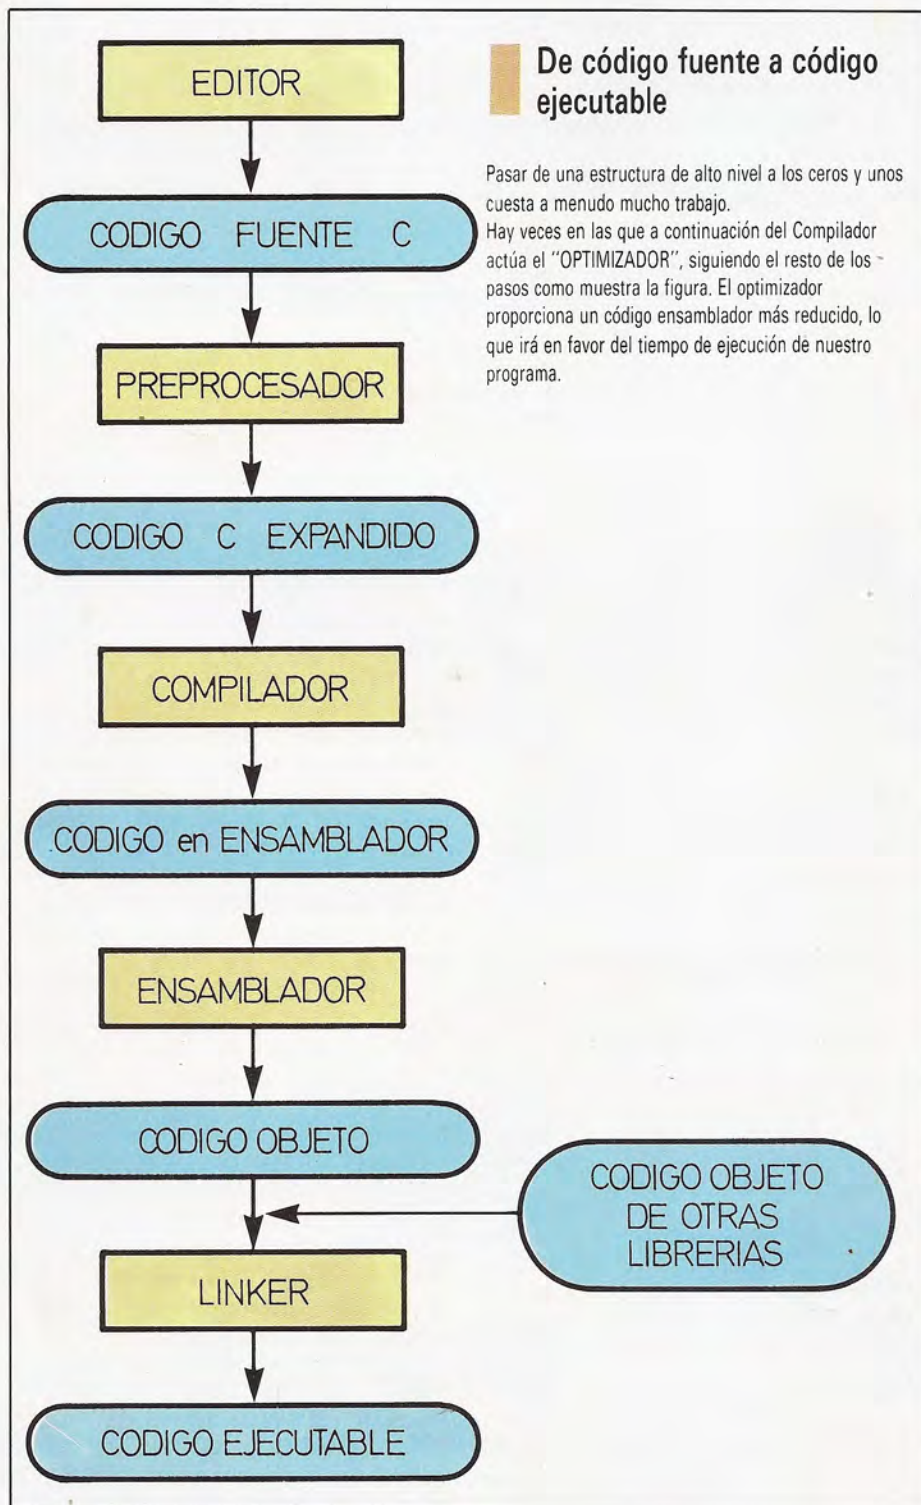 De código fuente a código
ejecutable
Pasar de una estructura de alto nivel a los ceros y unos
cuesta a menudo mucho trabajo.
Hay veces en las que a continuación del Compilador
actúa el "OPTIMIZADOR", siguiendo el resto de los
pasos como muestra la figura. El optimizador
proporciona un código ensamblador más reducido, lo
que irá en favor del tiempo de ejecución de nuestro
programa.
EDITOR
CODIGO FUENTE C
PREPROCESADOR
CODIGO C EXPANDIDO
COMPILADOR
CODIGO en ENSAMBLADOR
ENSAMBLADOR
CODIGO OBJETO
CODIGO OBJETO
DE OTRAS
LIBRERIAS
LINKER
CODIGO EJECUTABLE